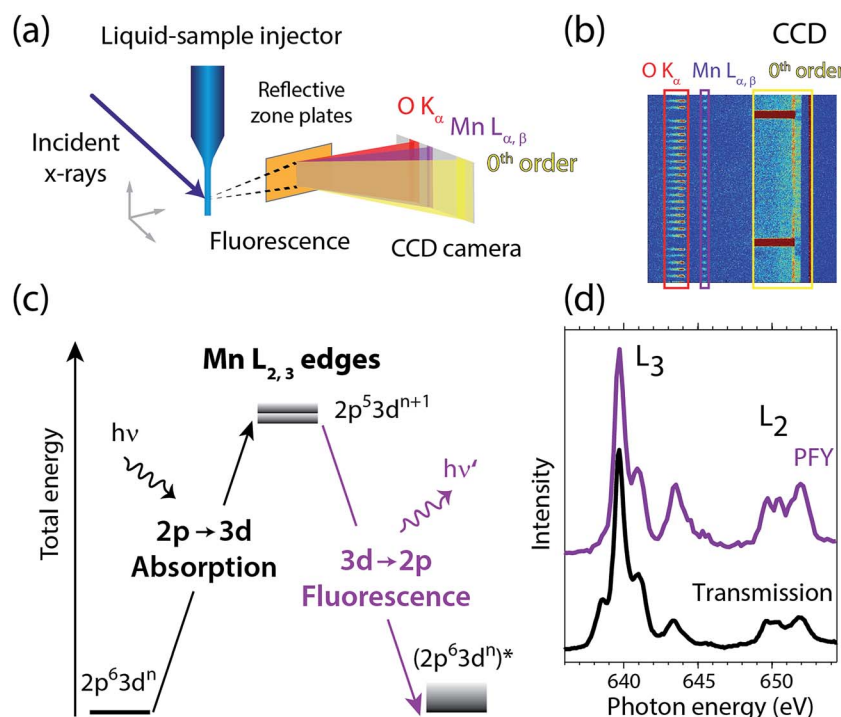 (a)
Liquid-sample injector
Reflective
zone plates
O Kα
Mn Lα,β
0th order
Incident
x-rays
Fluorescence
CCD camera
(b)
CCD
O Kα
Mn Lα,β
0th order
(c)
Total energy
Mn L2, 3 edges
2p⁵3dⁿ⁺¹
hν
hν‘
2p→3d
Absorption
3d→2p
Fluorescence
2p⁶3dⁿ
(2p⁶3dⁿ)*
(d)
Intensity
L3
L2
PFY
Transmission
640
645
650
Photon energy (eV)